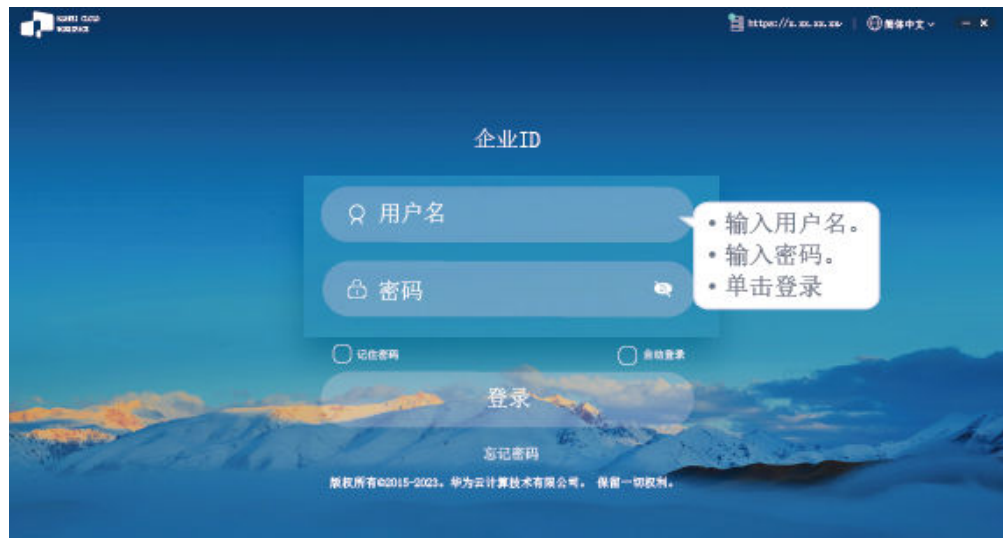 HUAWEI CLOUD
WORKSPACE
https://x.xx.xx.xx
简体中文
企业ID
用户名
密码
• 输入用户名。
• 输入密码。
• 单击登录
记住密码
自动登录
登录
忘记密码
版权所有©2015-2023。华为云计算技术有限公司。 保留一切权利。